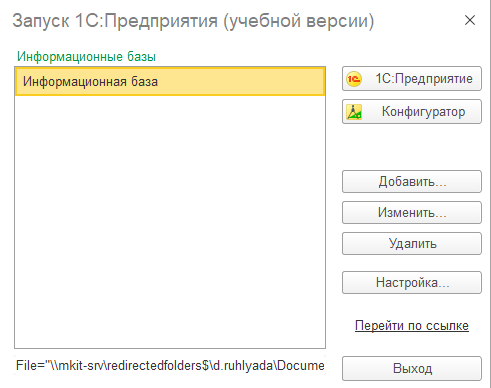 Запуск 1С:Предприятия (учебной версии)
Информационные базы
Информационная база
1С:Предприятие
Конфигуратор
Добавить...
Изменить...
Удалить
Настройка...
Перейти по ссылке
File="\\mkit-srv\redirectedfolders$\d.ruhlyada\Docume
Выход